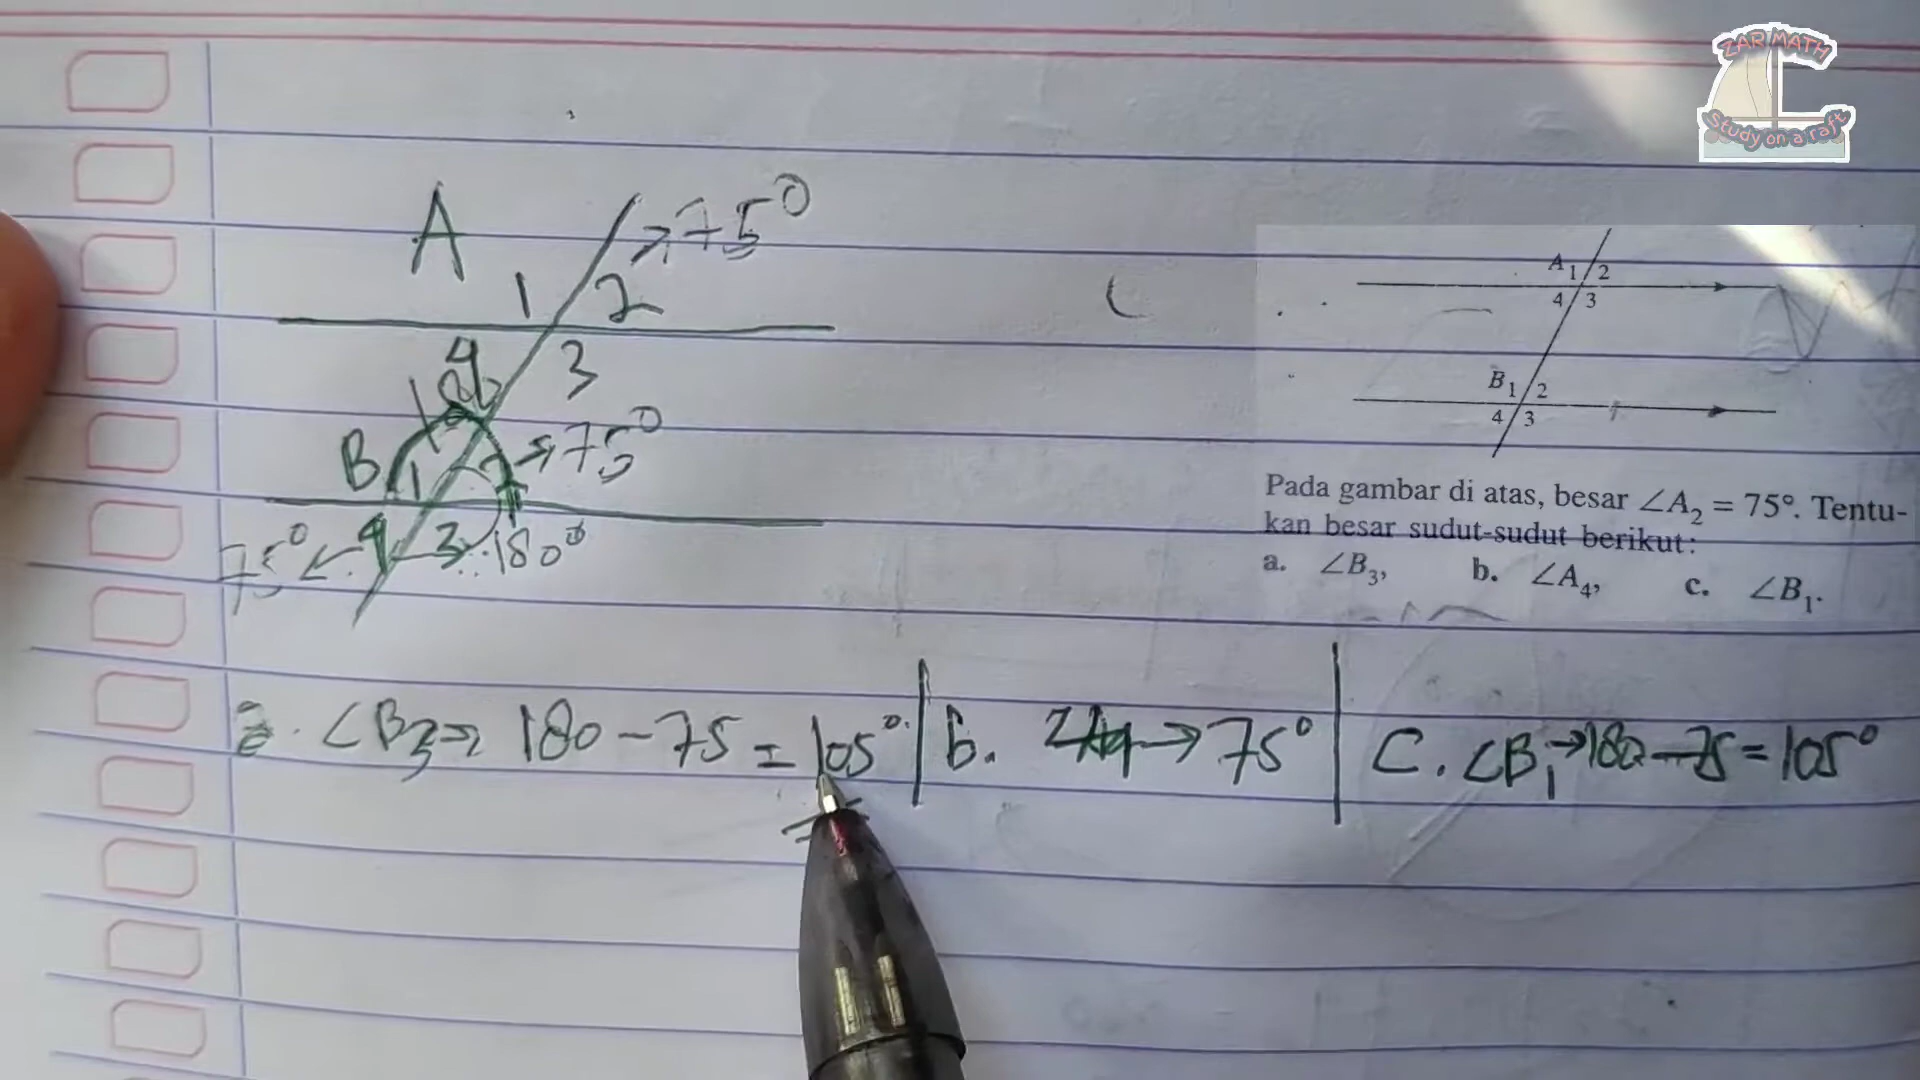 ZAR MATH
Study on a raft
A
1 2
75°
4 3
B
1 2
75°
4 3
180°
75°
A 1 2
4 3
B 1 2
4 3
Pada gambar di atas, besar ∠A₂ = 75°. Tentu-
kan besar sudut-sudut berikut:
a. ∠B₃, b. ∠A₄, c. ∠B₁.
a. ∠B₃ → 180 - 75 = 105°
b. ∠A4 → 75°
C. ∠B₁ → 180 - 75 = 105°